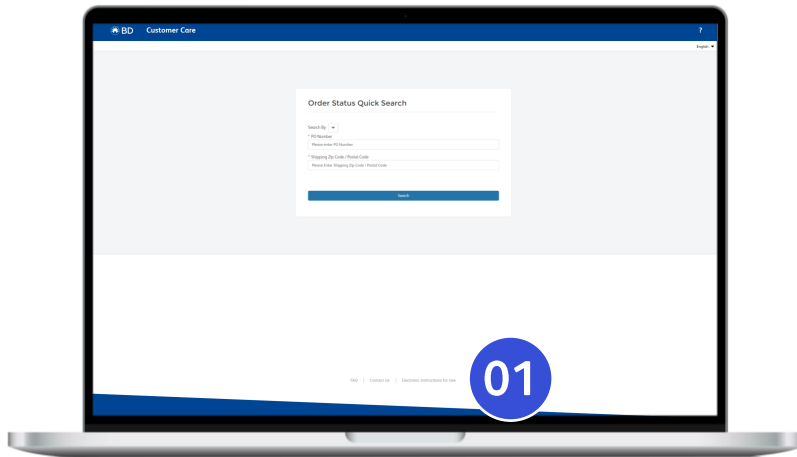 BD Customer Care ?
English
Order Status Quick Search
Search By
* PO Number
Please enter PO Number
* Shipping Zip Code / Postal Code
Please Enter Shipping Zip Code / Postal Code
Search
FAQ | Contact Us | Electronic Instructions for Use
01